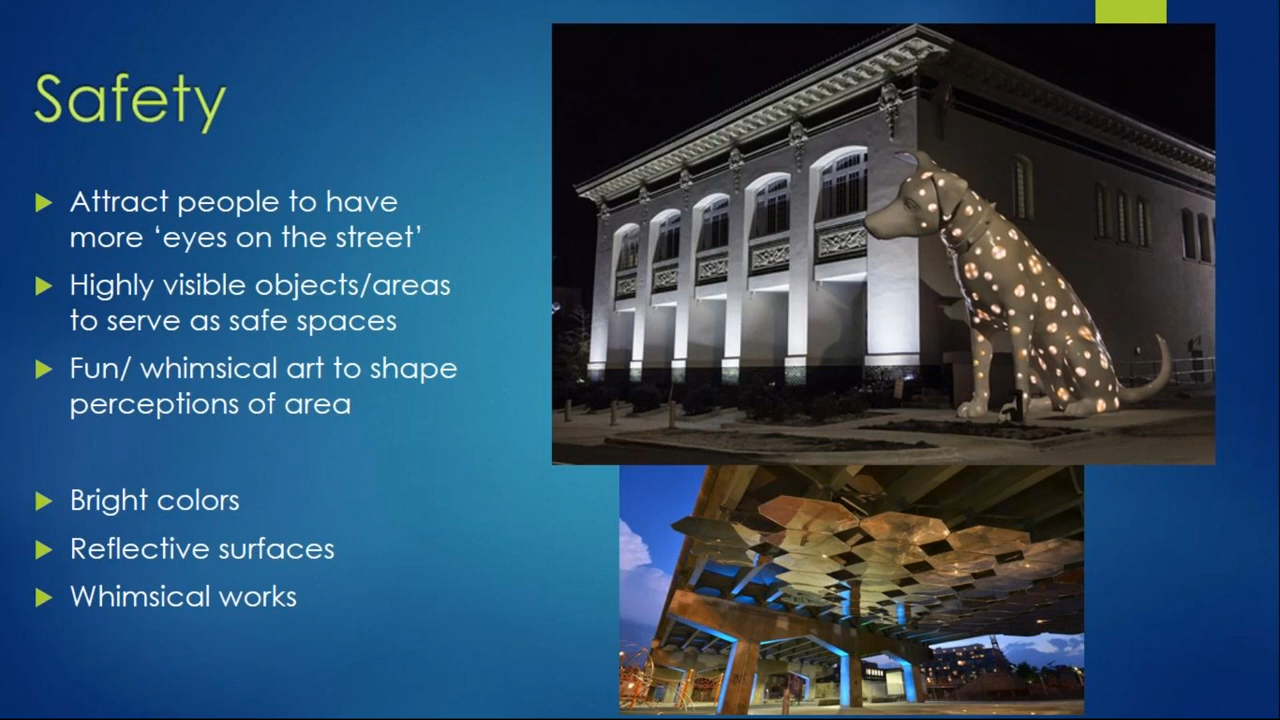 Safety
Attract people to have
more ‘eyes on the street’
Highly visible objects/areas
to serve as safe spaces
Fun/ whimsical art to shape
perceptions of area
Bright colors
Reflective surfaces
Whimsical works